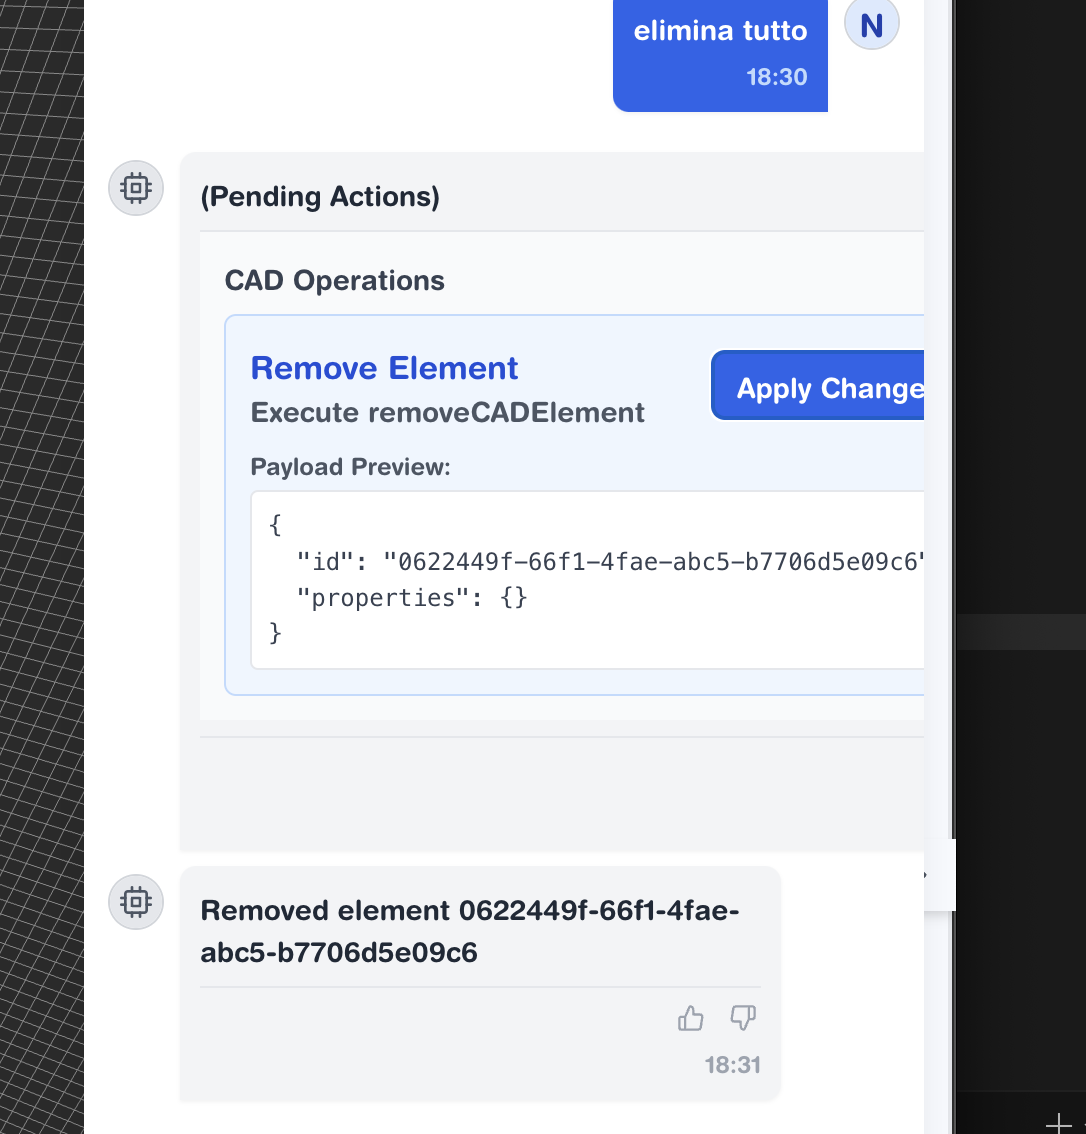 elimina tutto
N
18:30
(Pending Actions)
CAD Operations
Remove Element
Apply Change
Execute removeCADElement
Payload Preview:
{
"id": "0622449f-66f1-4fae-abc5-b7706d5e09c6"
"properties": {}
}
Removed element 0622449f-66f1-4fae-
abc5-b7706d5e09c6
18:31